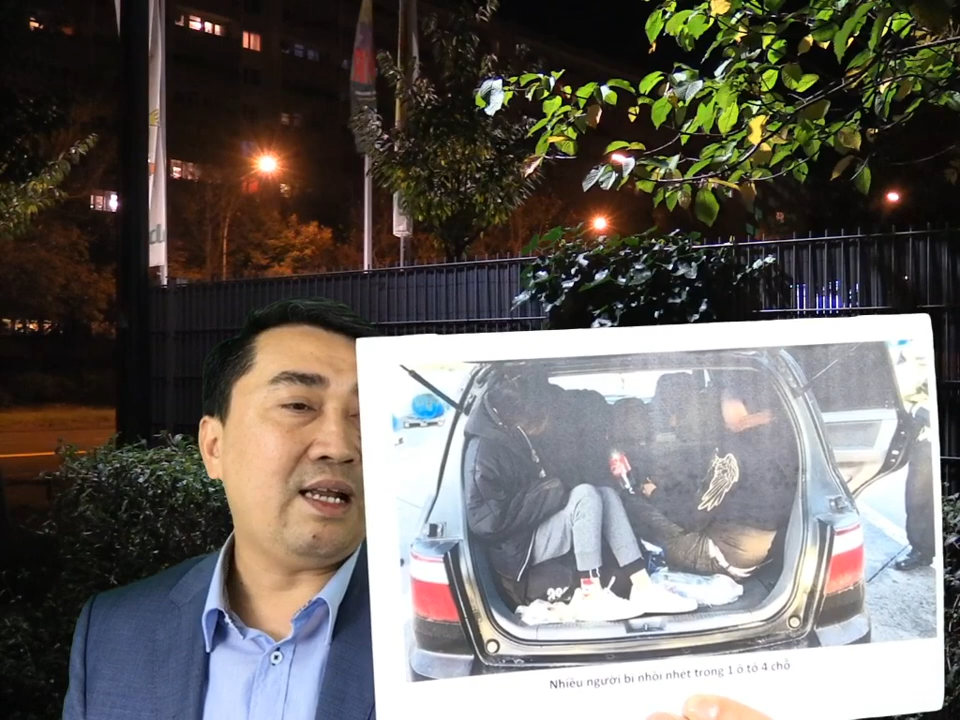 Nhiều người bị nhồi nhét trong 1 ô tô 4 chỗ